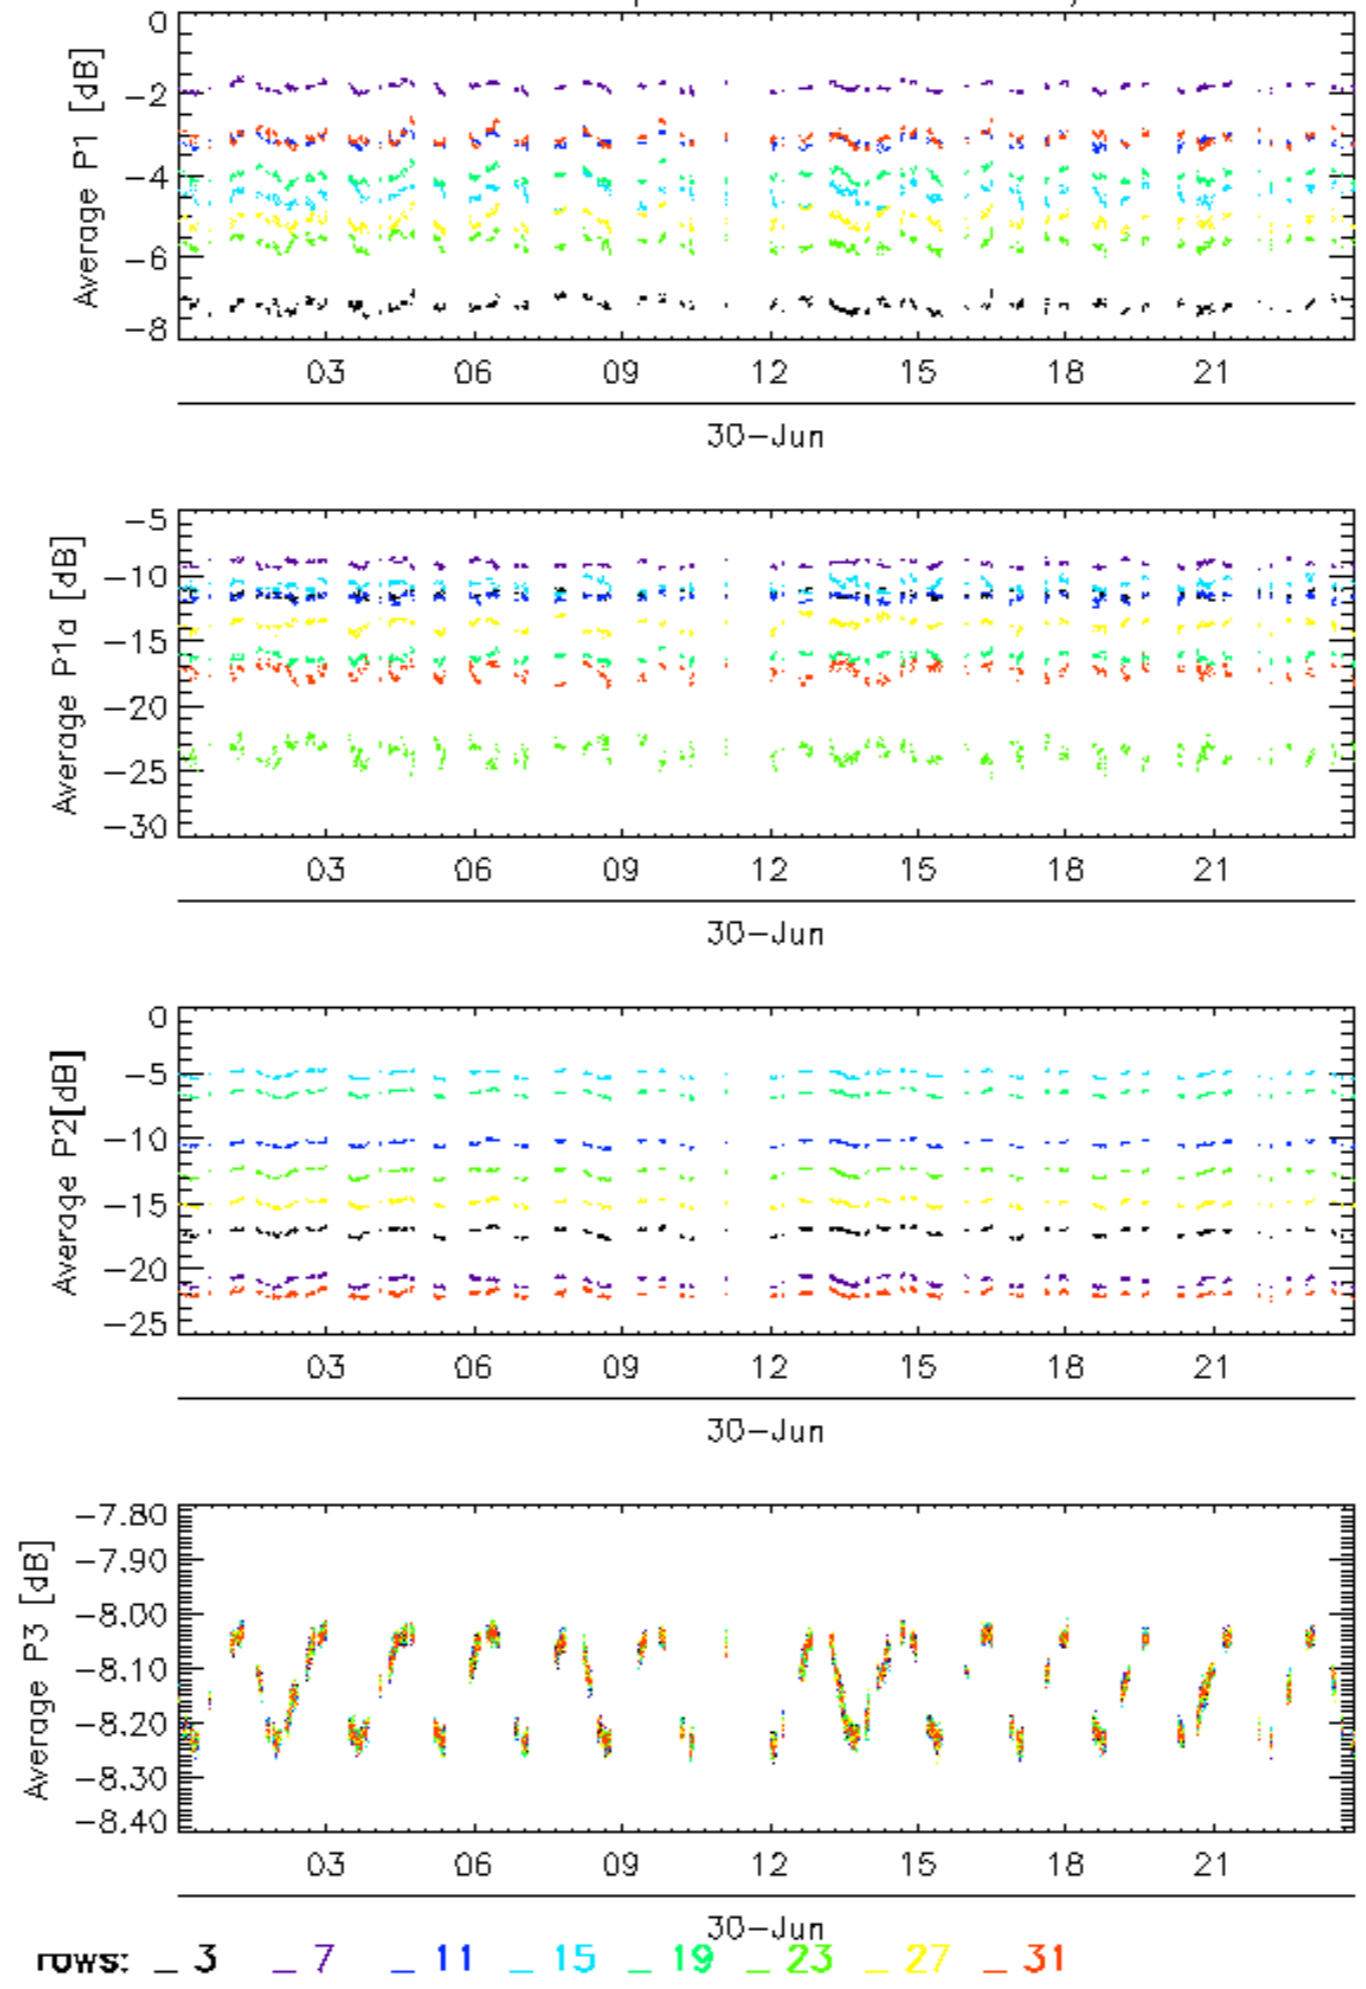 0
−2
−4
−6
−8
Average P1 [dB]
03 06 09 12 15 18 21
30−Jun
−5
−10
−15
−20
−25
−30
Average P1a [dB]
03 06 09 12 15 18 21
30−Jun
0
−5
−10
−15
−20
−25
Average P2[dB]
03 06 09 12 15 18 21
30−Jun
−7.80
−7.90
−8.00
−8.10
−8.20
−8.30
−8.40
Average P3 [dB]
03 06 09 12 15 18 21
30−Jun
rows: _ 3 _ 7 _ 11 _ 15 _ 19 _ 23 _ 27 _ 31